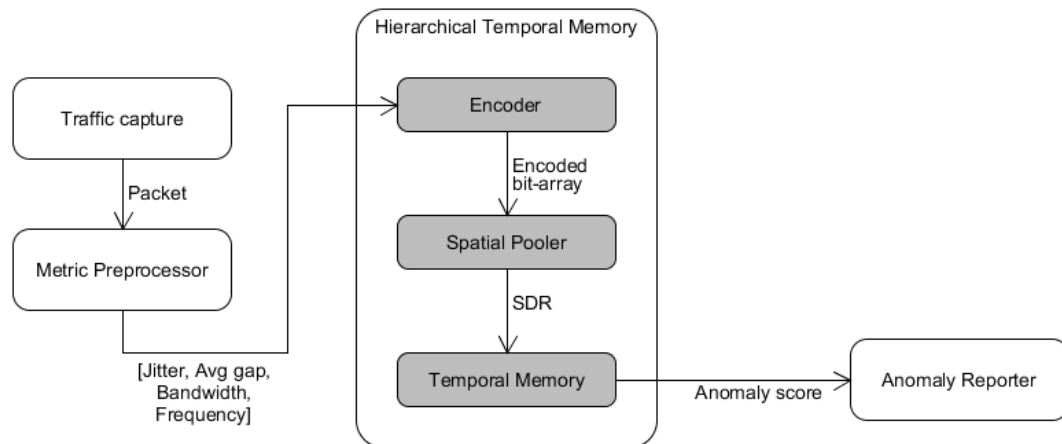 Hierarchical Temporal Memory
Traffic capture
Encoder
Packet
Encoded
bit-array
Metric Preprocessor
Spatial Pooler
SDR
[Jitter, Avg gap,
Bandwidth,
Frequency]
Temporal Memory
Anomaly score
Anomaly Reporter